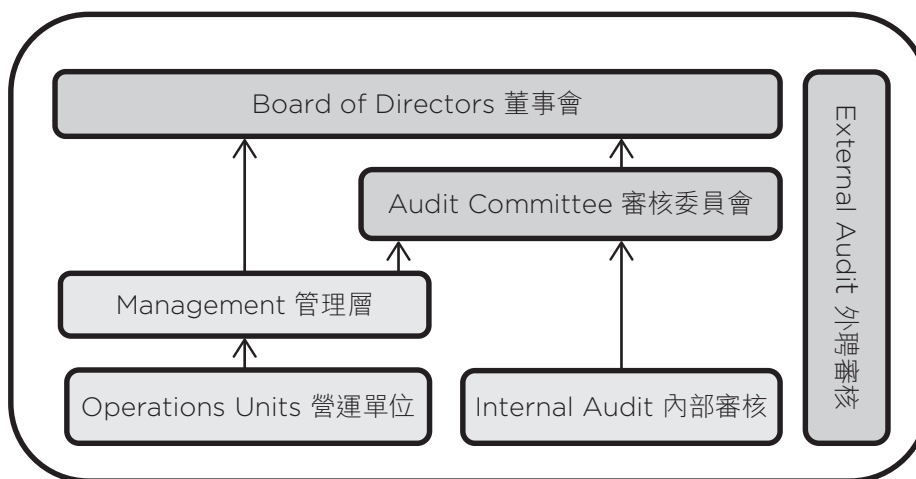 Board of Directors 董事會
Audit Committee 審核委員會
Management 管理層
Operations Units 營運單位
Internal Audit 內部審核
External Audit 外聘審核